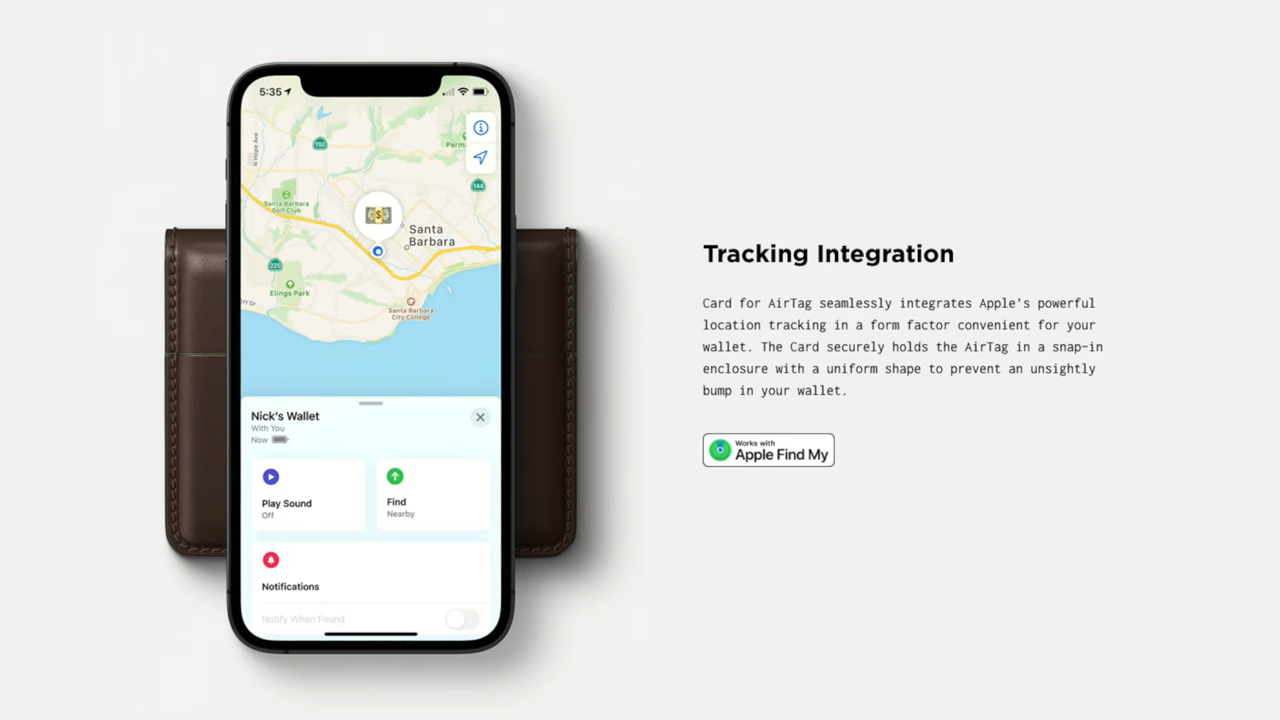 5:35
192
N Hope Ave
Parma
144
Santa Barbara
Golf Club
Santa
Barbara
225
Elings Park
Santa Barbara
City College
Nick's Wallet
With You
Now
Play Sound
Off
Find
Nearby
Notifications
Notify When Found
Tracking Integration
Card for AirTag seamlessly integrates Apple's powerful
location tracking in a form factor convenient for your
wallet. The Card securely holds the AirTag in a snap-in
enclosure with a uniform shape to prevent an unsightly
bump in your wallet.
Works with
Apple Find My